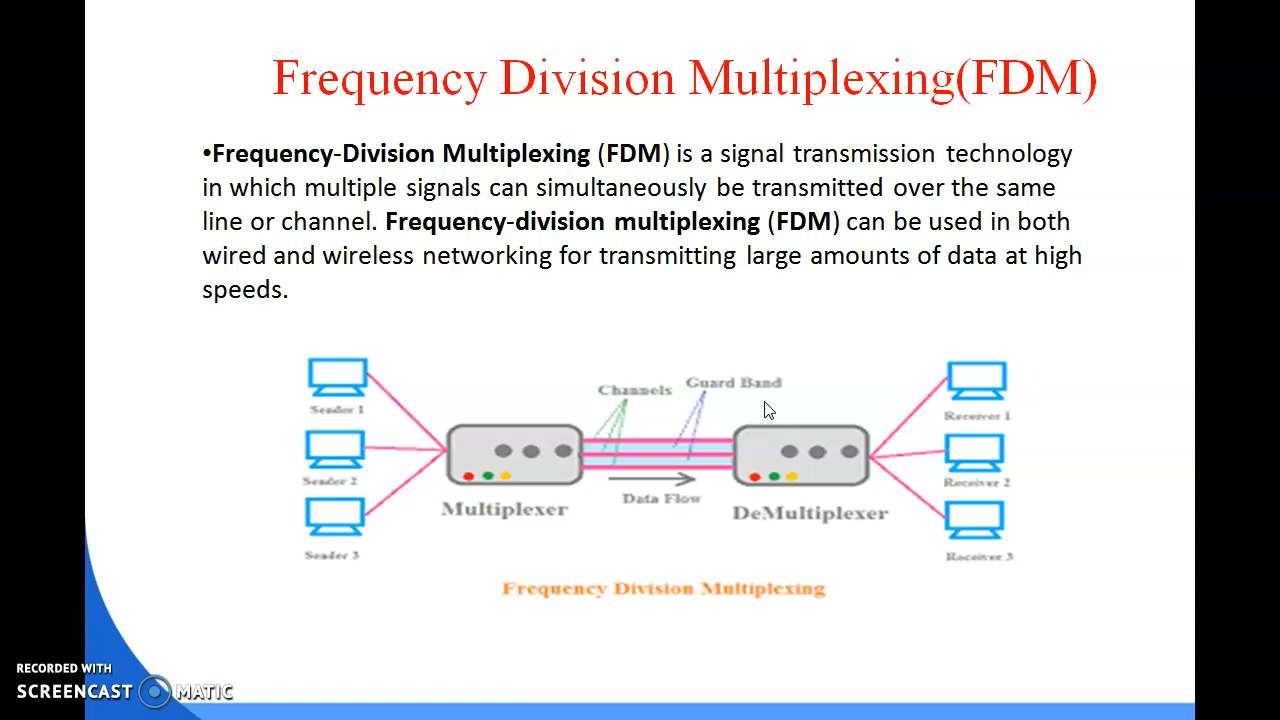 Frequency Division Multiplexing(FDM)
•Frequency-Division Multiplexing (FDM) is a signal transmission technology
in which multiple signals can simultaneously be transmitted over the same
line or channel. Frequency-division multiplexing (FDM) can be used in both
wired and wireless networking for transmitting large amounts of data at high
speeds.
Channels
Guard Band
Sender 1
Receiver 1
Sender 2
Receiver 2
Data Flow
Multiplexer
DeMultiplexer
Sender 3
Receiver 3
Frequency Division Multiplexing
RECORDED WITH
SCREENCAST MATIC